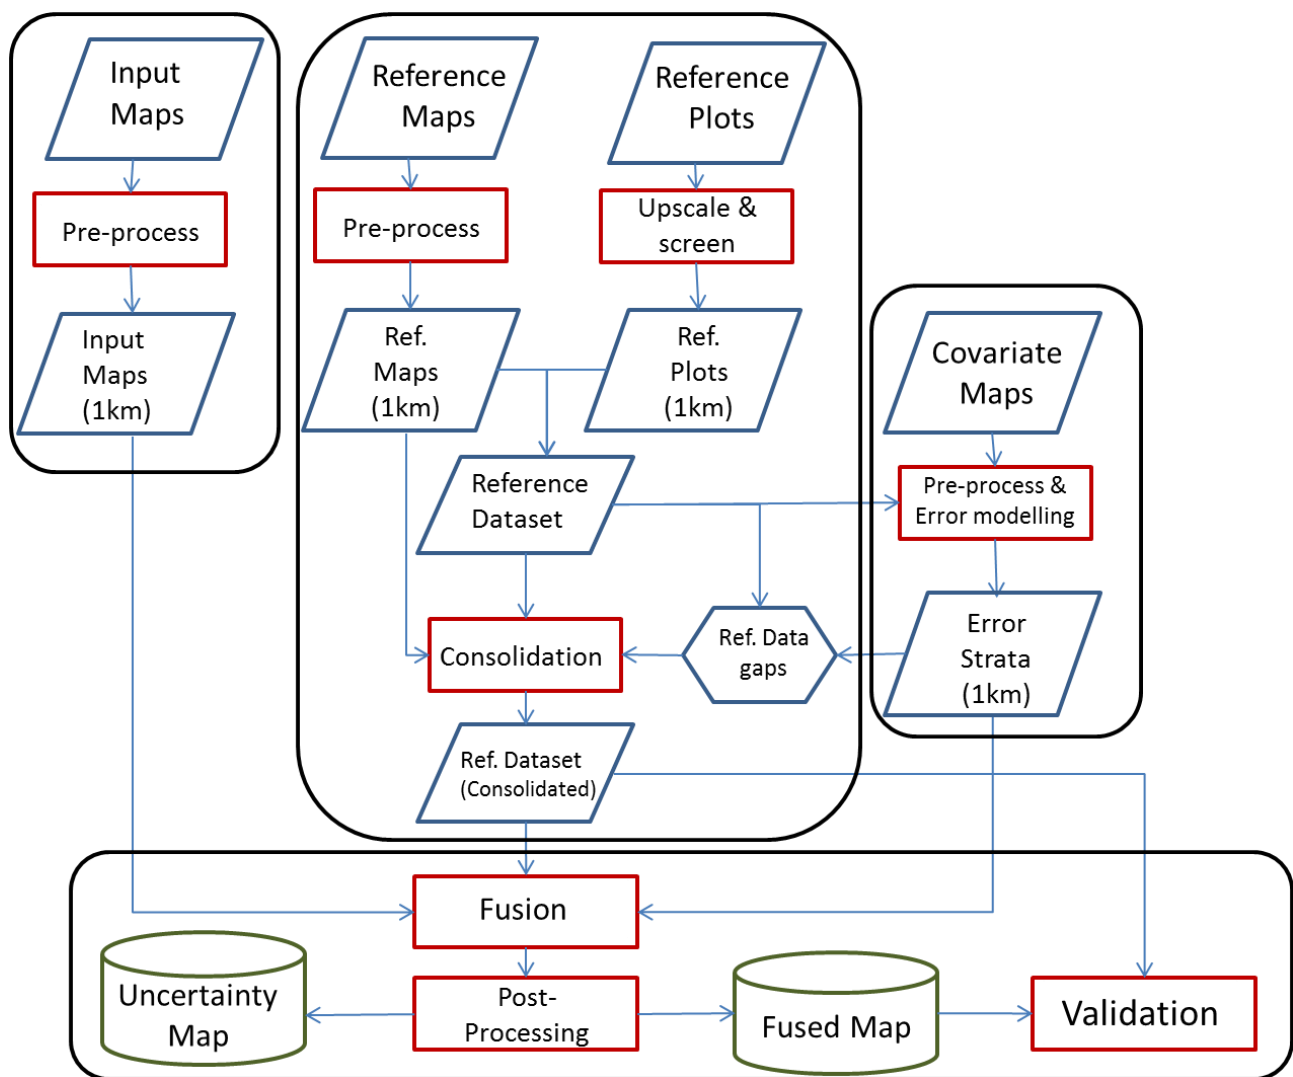 Input
Maps
Pre-process
Input
Maps
(1km)
Reference
Maps
Pre-process
Ref.
Maps
(1km)
Reference
Plots
Upscale &
screen
Ref.
Plots
(1km)
Reference
Dataset
Consolidation
Ref. Data
gaps
Ref. Dataset
(Consolidated)
Covariate
Maps
Pre-process &
Error modelling
Error
Strata
(1km)
Fusion
Post-
Processing
Uncertainty
Map
Fused Map
Validation